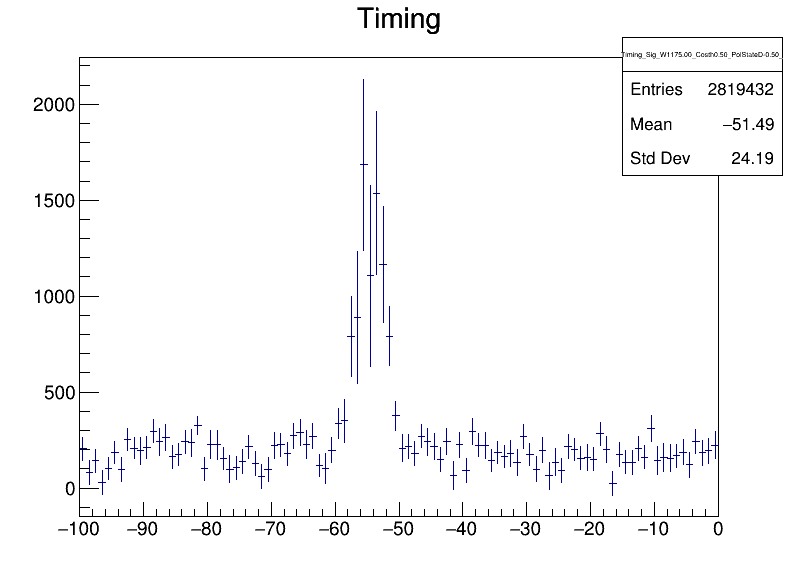 Timing
Timing_Sig_W1175.00_Costh0.50_PolStateD-0.50_
Entries 2819432
Mean −51.49
Std Dev 24.19
2000
1500
1000
500
0
−100 −90 −80 −70 −60 −50 −40 −30 −20 −10 0